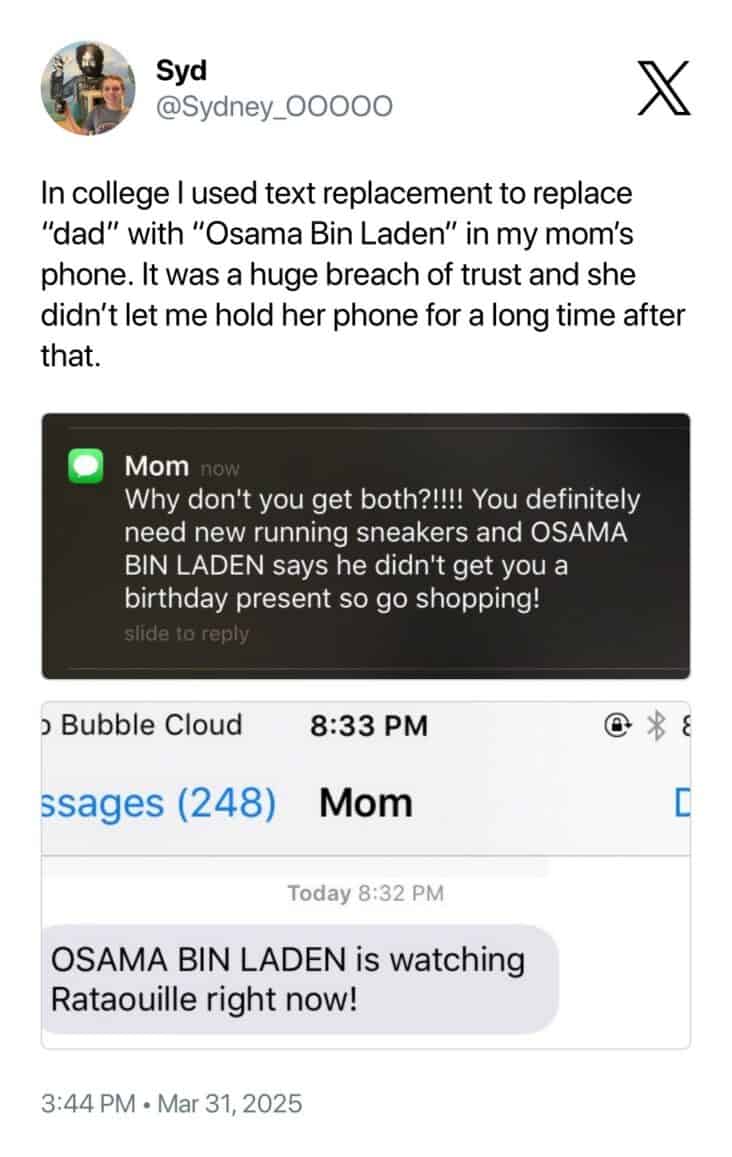 Syd
@Sydney_OOOOO
In college I used text replacement to replace
“dad” with “Osama Bin Laden” in my mom’s
phone. It was a huge breach of trust and she
didn’t let me hold her phone for a long time after
that.
Mom now
Why don't you get both?!!!! You definitely
need new running sneakers and OSAMA
BIN LADEN says he didn't get you a
birthday present so go shopping!
slide to reply
Bubble Cloud 8:33 PM
ssages (248) Mom
Today 8:32 PM
OSAMA BIN LADEN is watching
Rataouille right now!
3:44 PM • Mar 31, 2025